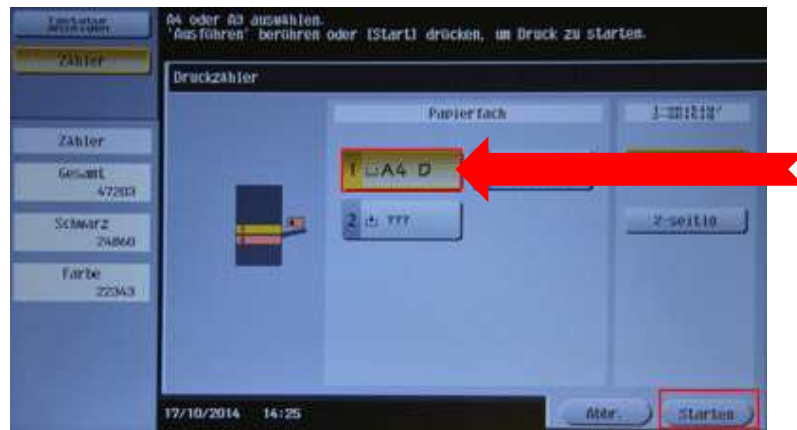 A4 oder A3 auswählen.
'Ausführen' berühren oder [Start] drücken, um Druck zu starten.
Zähler
Druckzähler
Papierfach
1 A4
2 ???
2-seitig
Zähler
Gesamt
47203
Schwarz
24860
Farbe
22343
17/10/2014 14:25
Abbr.
Starten